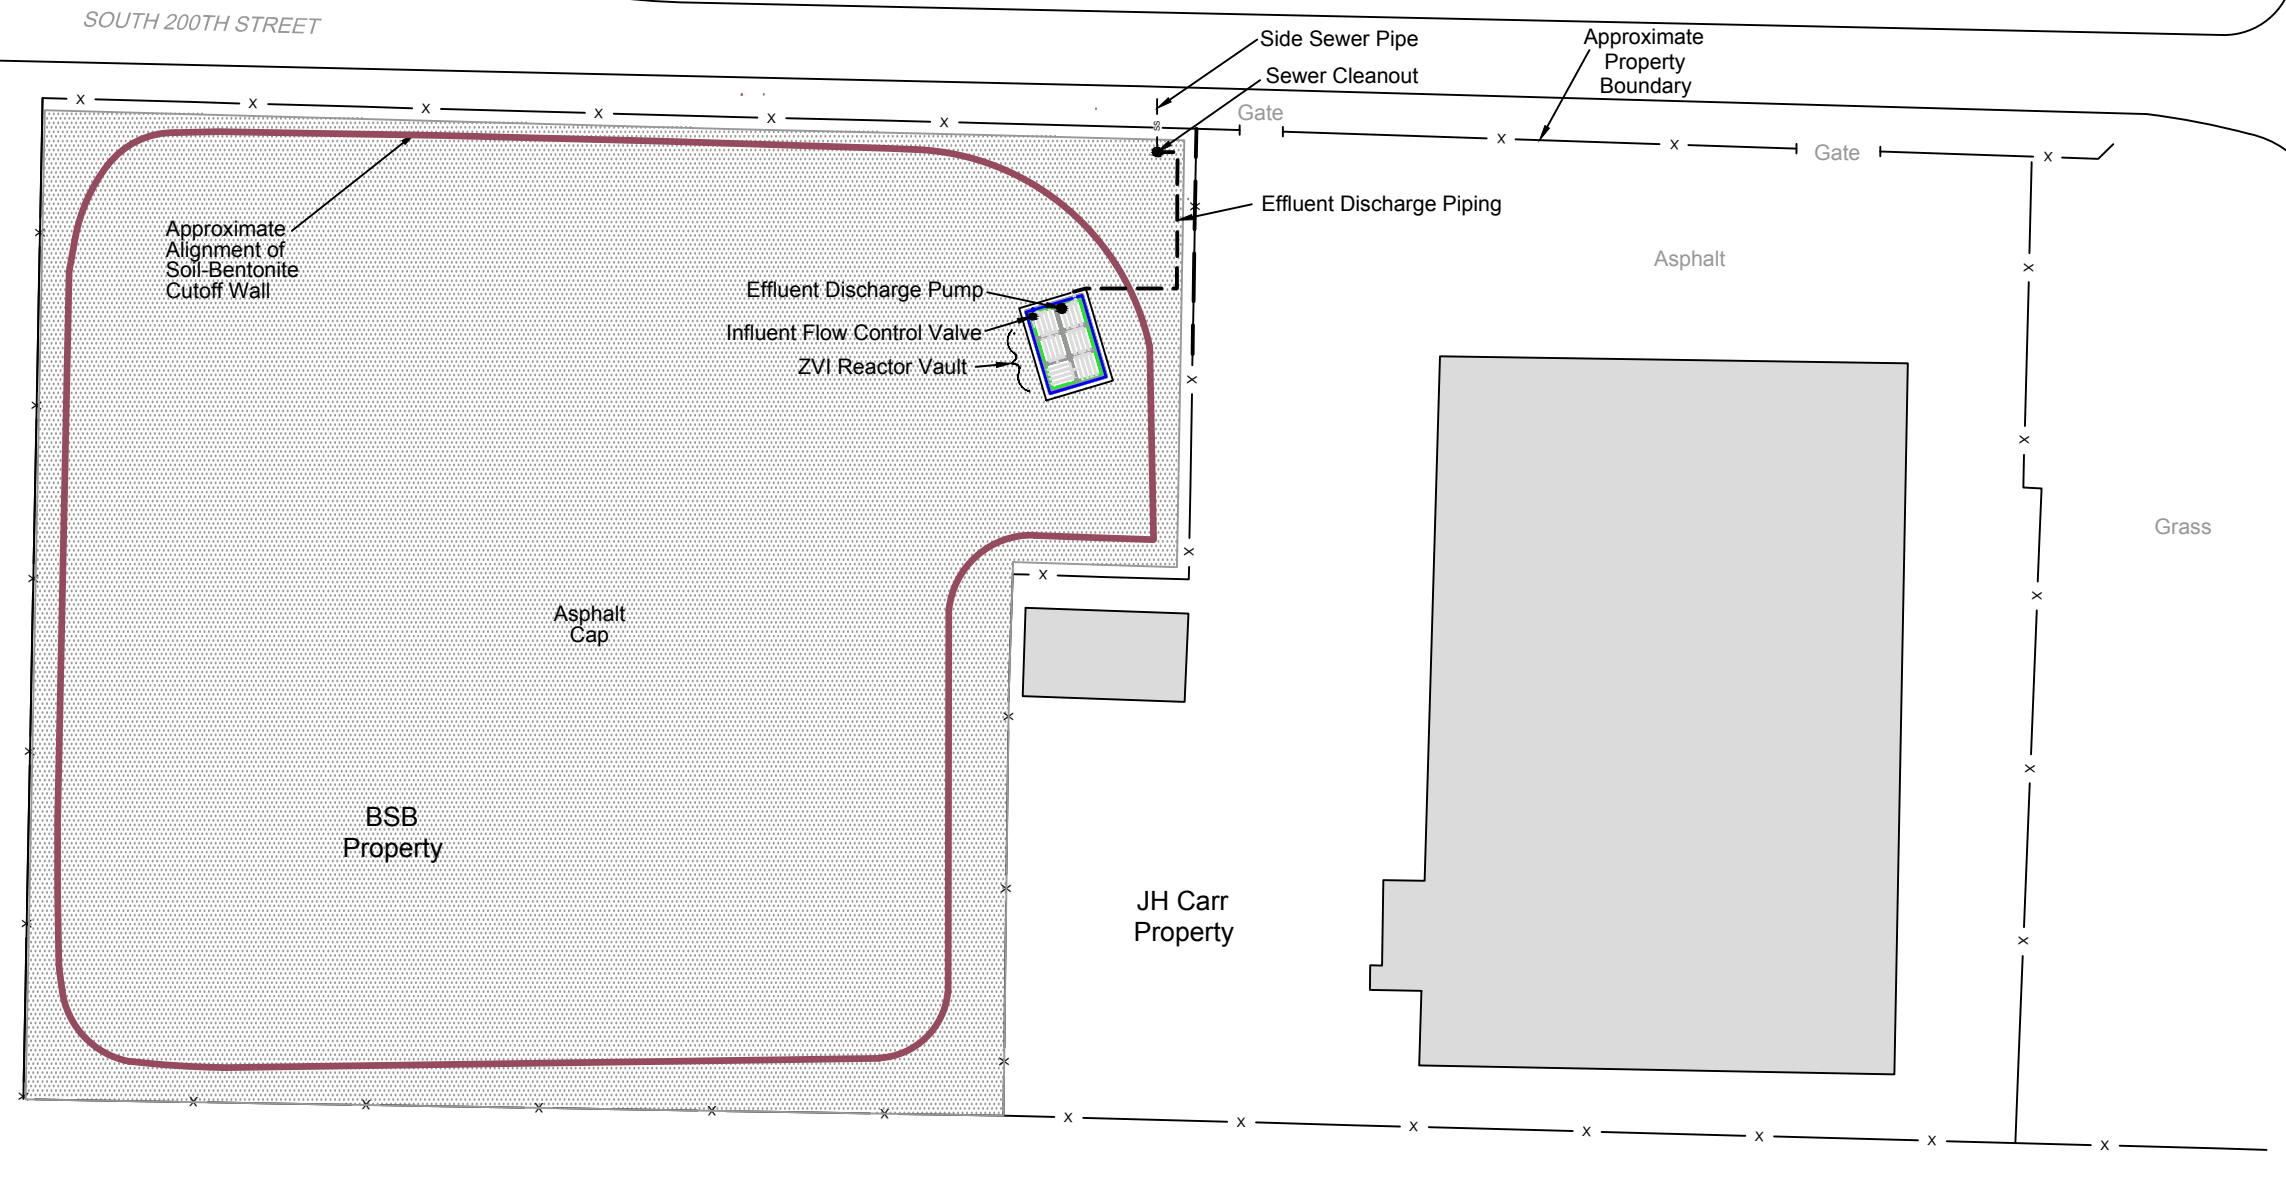 SOUTH 200TH STREET
Side Sewer Pipe
Sewer Cleanout
Approximate
Property
Boundary
Gate
Gate
SS
Effluent Discharge Piping
Approximate
Alignment of
Soil-Bentonite
Cutoff Wall
Asphalt
Effluent Discharge Pump
Influent Flow Control Valve
ZVI Reactor Vault
Grass
Asphalt
Cap
BSB
Property
JH Carr
Property